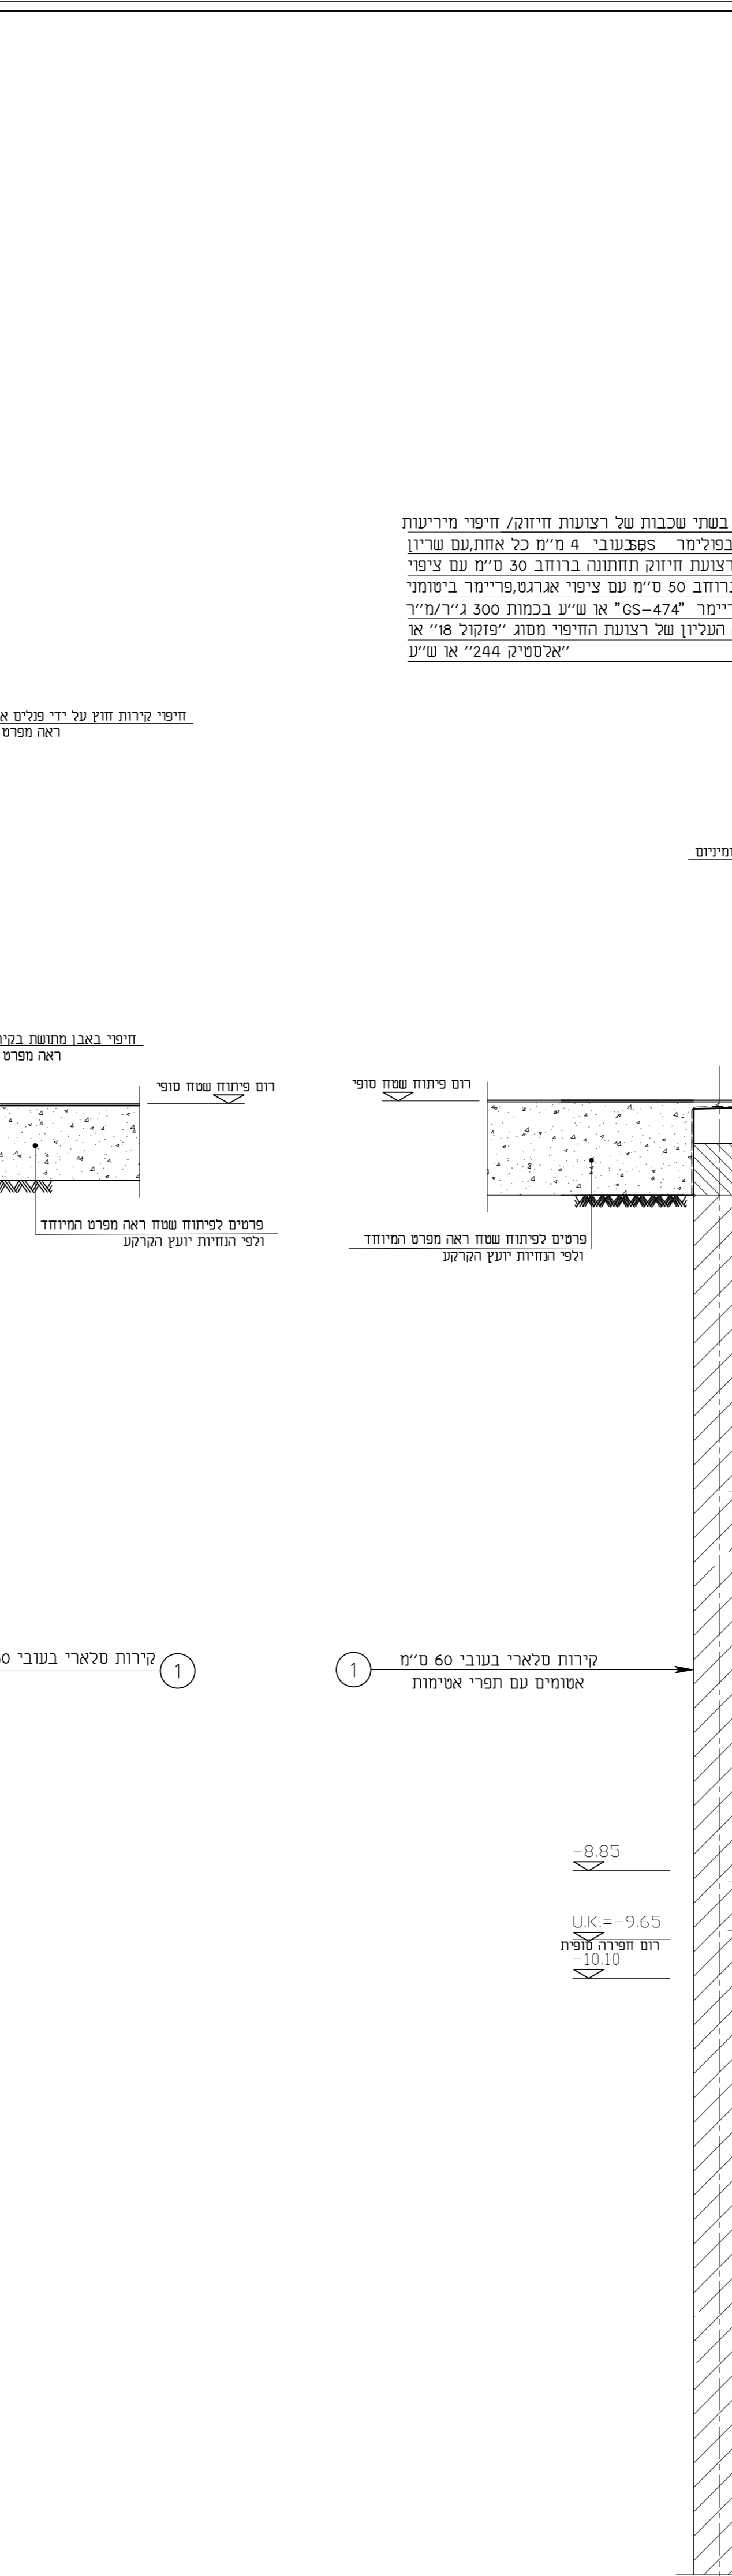 בשתי שכבות של רצועות חיזוק/ חיפוי מיריעות
בפולימר SBS בעובי 4 מ״מ כל אחת,עם שריון
רצועת חיזוק תחתונה ברוחב 30 ס״מ עם ציפוי
ברוחב 50 ס״מ עם ציפוי אגרגט,פריימר ביטומני
״GS-474״ או ש״ע בכמות 300 ג״ר/מ״ר
העליון של רצועת החיפוי מסוג ״פזקול 18״ או
״אלסטיק 244״ או ש״ע
חיפוי קירות חוץ על ידי פנלים
ראה מפרט
חיפוי באבן מתועשת
ראה מפרט
רום פיתוח שטח סופי
רום פיתוח שטח סופי
פרטים לפיתוח שטח ראה מפרט המיוחד
ולפי הנחיות יועץ הקרקע
פרטים לפיתוח שטח ראה מפרט המיוחד
ולפי הנחיות יועץ הקרקע
קירות סלארי בעובי
1
1
קירות סלארי בעובי 60 ס״מ
אטומים עם תפרי אטימות
-8.85
U.K.=-9.65
רום חפירה סופית
-10.10